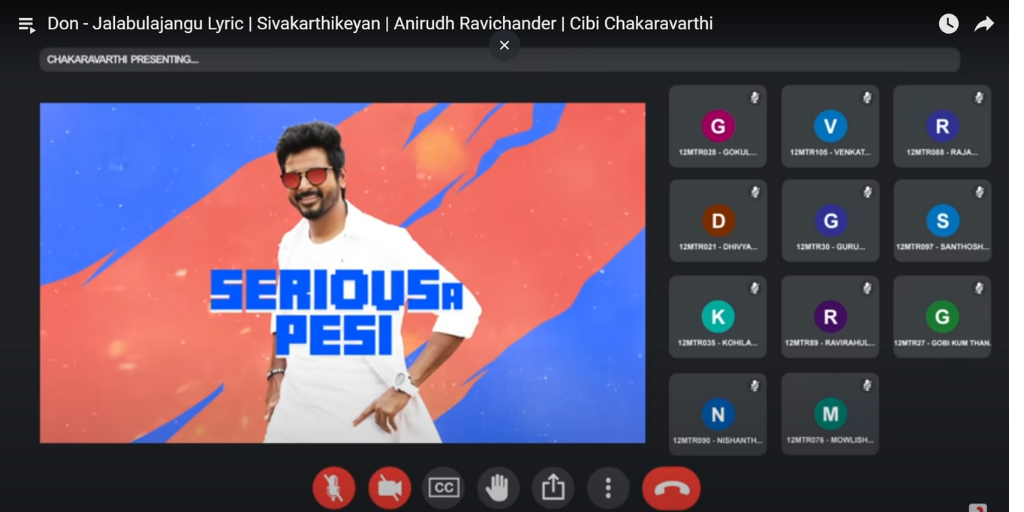 Don - Jalabulajangu Lyric | Sivakarthikeyan | Anirudh Ravichander | Cibi Chakaravarthi
CHAKARAVARTHI PRESENTING...
SERIOUSA
PESI
G
12MTR028 - GOKUL...
V
12MTR105 - VENKAT...
R
12MTR088 - RAJA...
D
12MTR021 - DHIVYA...
G
12MTR30 - GURU...
S
12MTR097 - SANTHOSH...
K
12MTR035 - KOHILA...
R
12MTR89 - RAVIRAHUL...
G
12MTR27 - GOBI KUM THAN.
N
12MTR090 - NISHANTH...
M
12MTR076 - MOWLISH...
CC